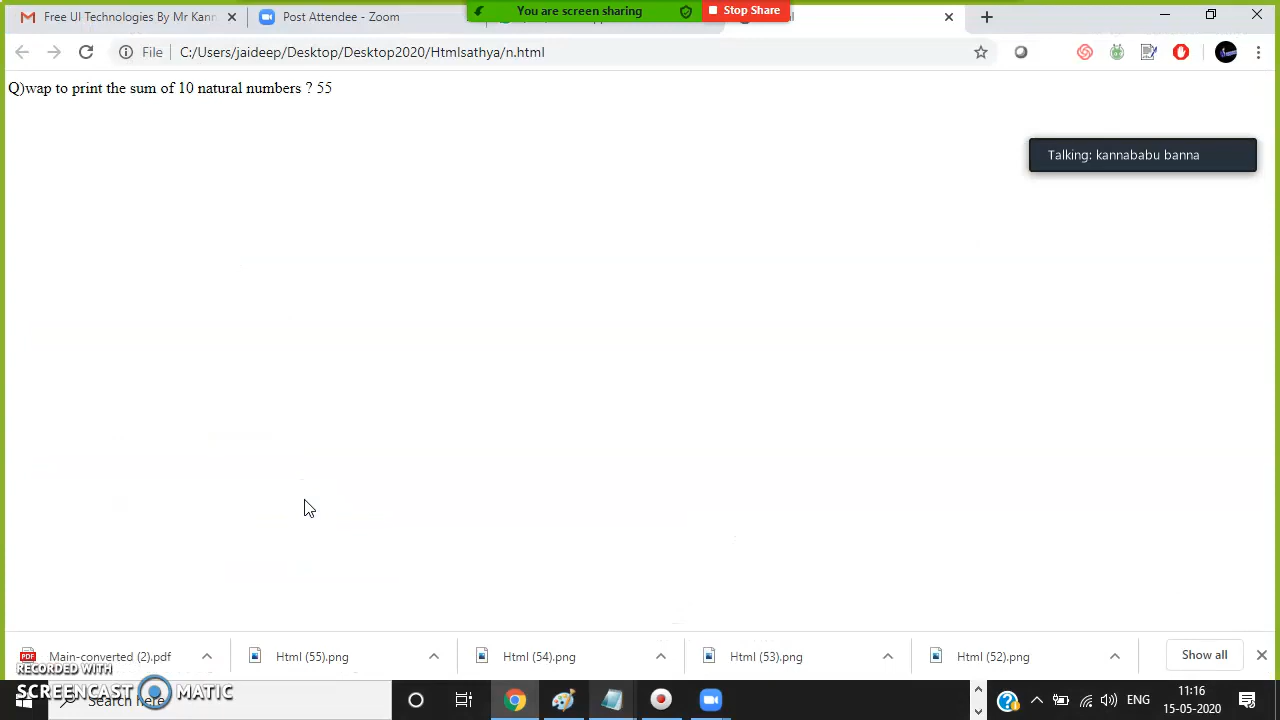 Free UI Technologies By Mr Kann
Post Attendee - Zoom
You are screen sharing
Stop Share
File
C:/Users/jaideep/Desktop/Desktop2020/Htmlsathya/n.html
Q)wap to print the sum of 10 natural numbers ? 55
Talking: kannababu banna
Main-converted (2).pdf
Html (55).png
Html (54).png
Html (53).png
Html (52).png
Show all
RECORDED WITH
SCREENCAST MATIC
Search here
ENG
11:16
15-05-2020